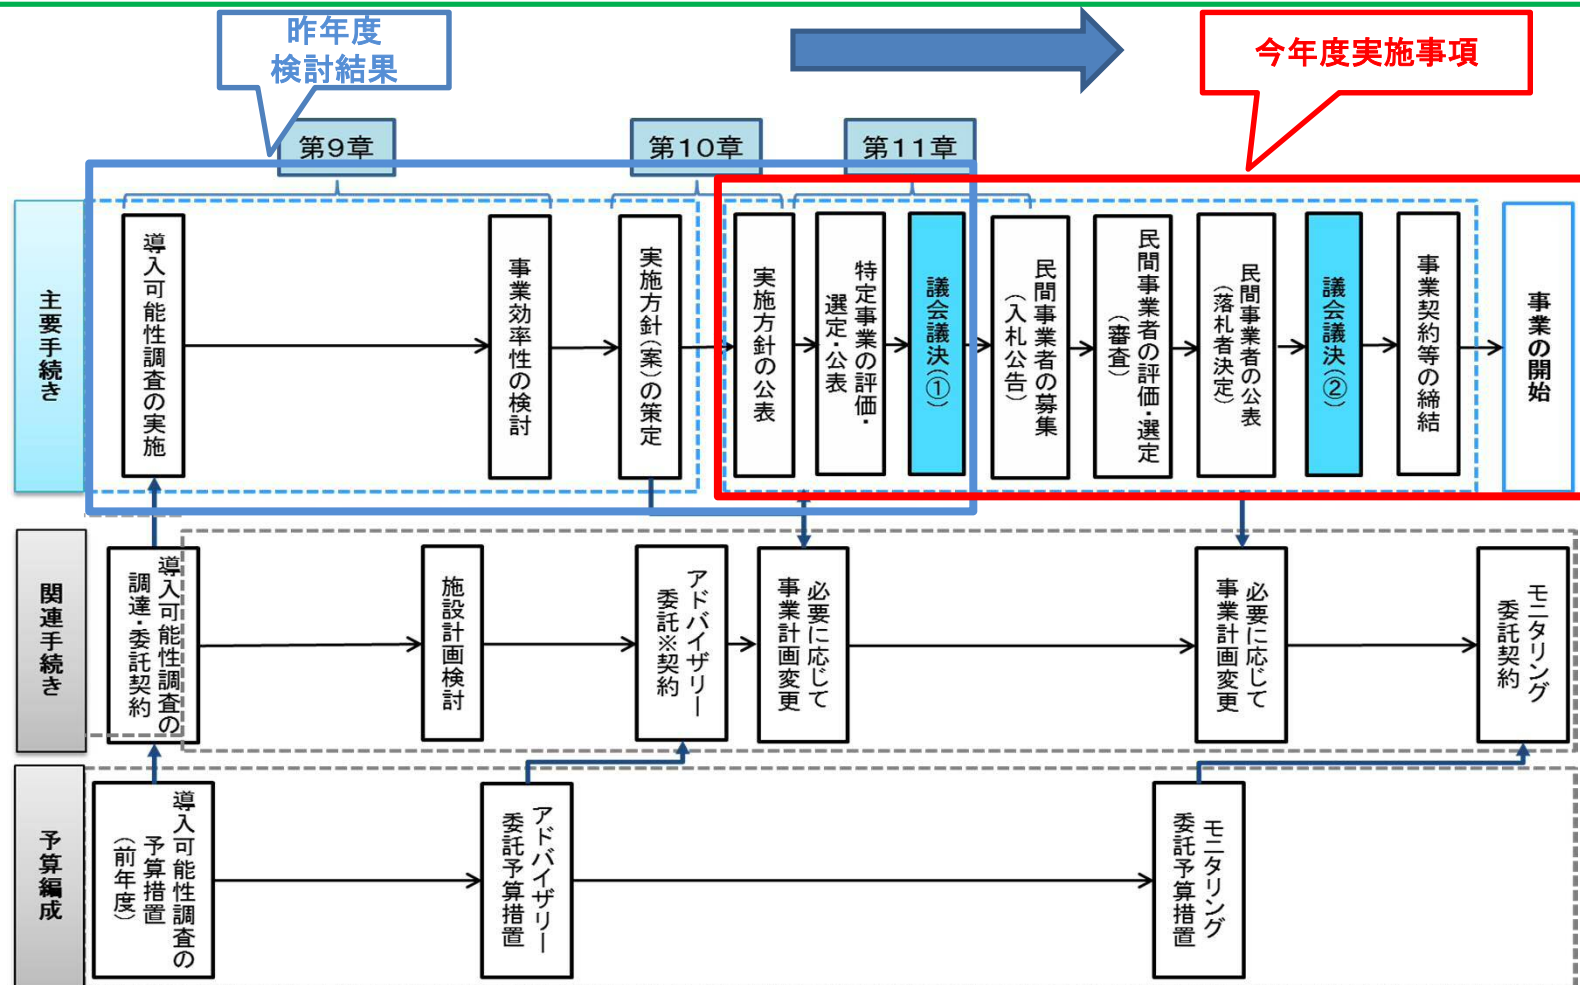 昨年度
検討結果
今年度実施事項
第9章
第10章
第11章
主要手続き
導入可能性調査の実施
事業効率性の検討
実施方針(案)の策定
実施方針の公表
特定事業の評価・
選定・公表
議会議決(①)
民間事業者の募集
(入札公告)
民間事業者の評価・選定
(審査)
民間事業者の公表
(落札者決定)
議会議決(②)
事業契約等の締結
事業の開始
関連手続き
導入可能性調査の
調達・委託契約
施設計画検討
アドバイザリー
委託※契約
必要に応じて
事業計画変更
必要に応じて
事業計画変更
モニタリング
委託契約
予算編成
導入可能性調査の
予算措置
(前年度)
アドバイザリー
委託予算措置
モニタリング
委託予算措置